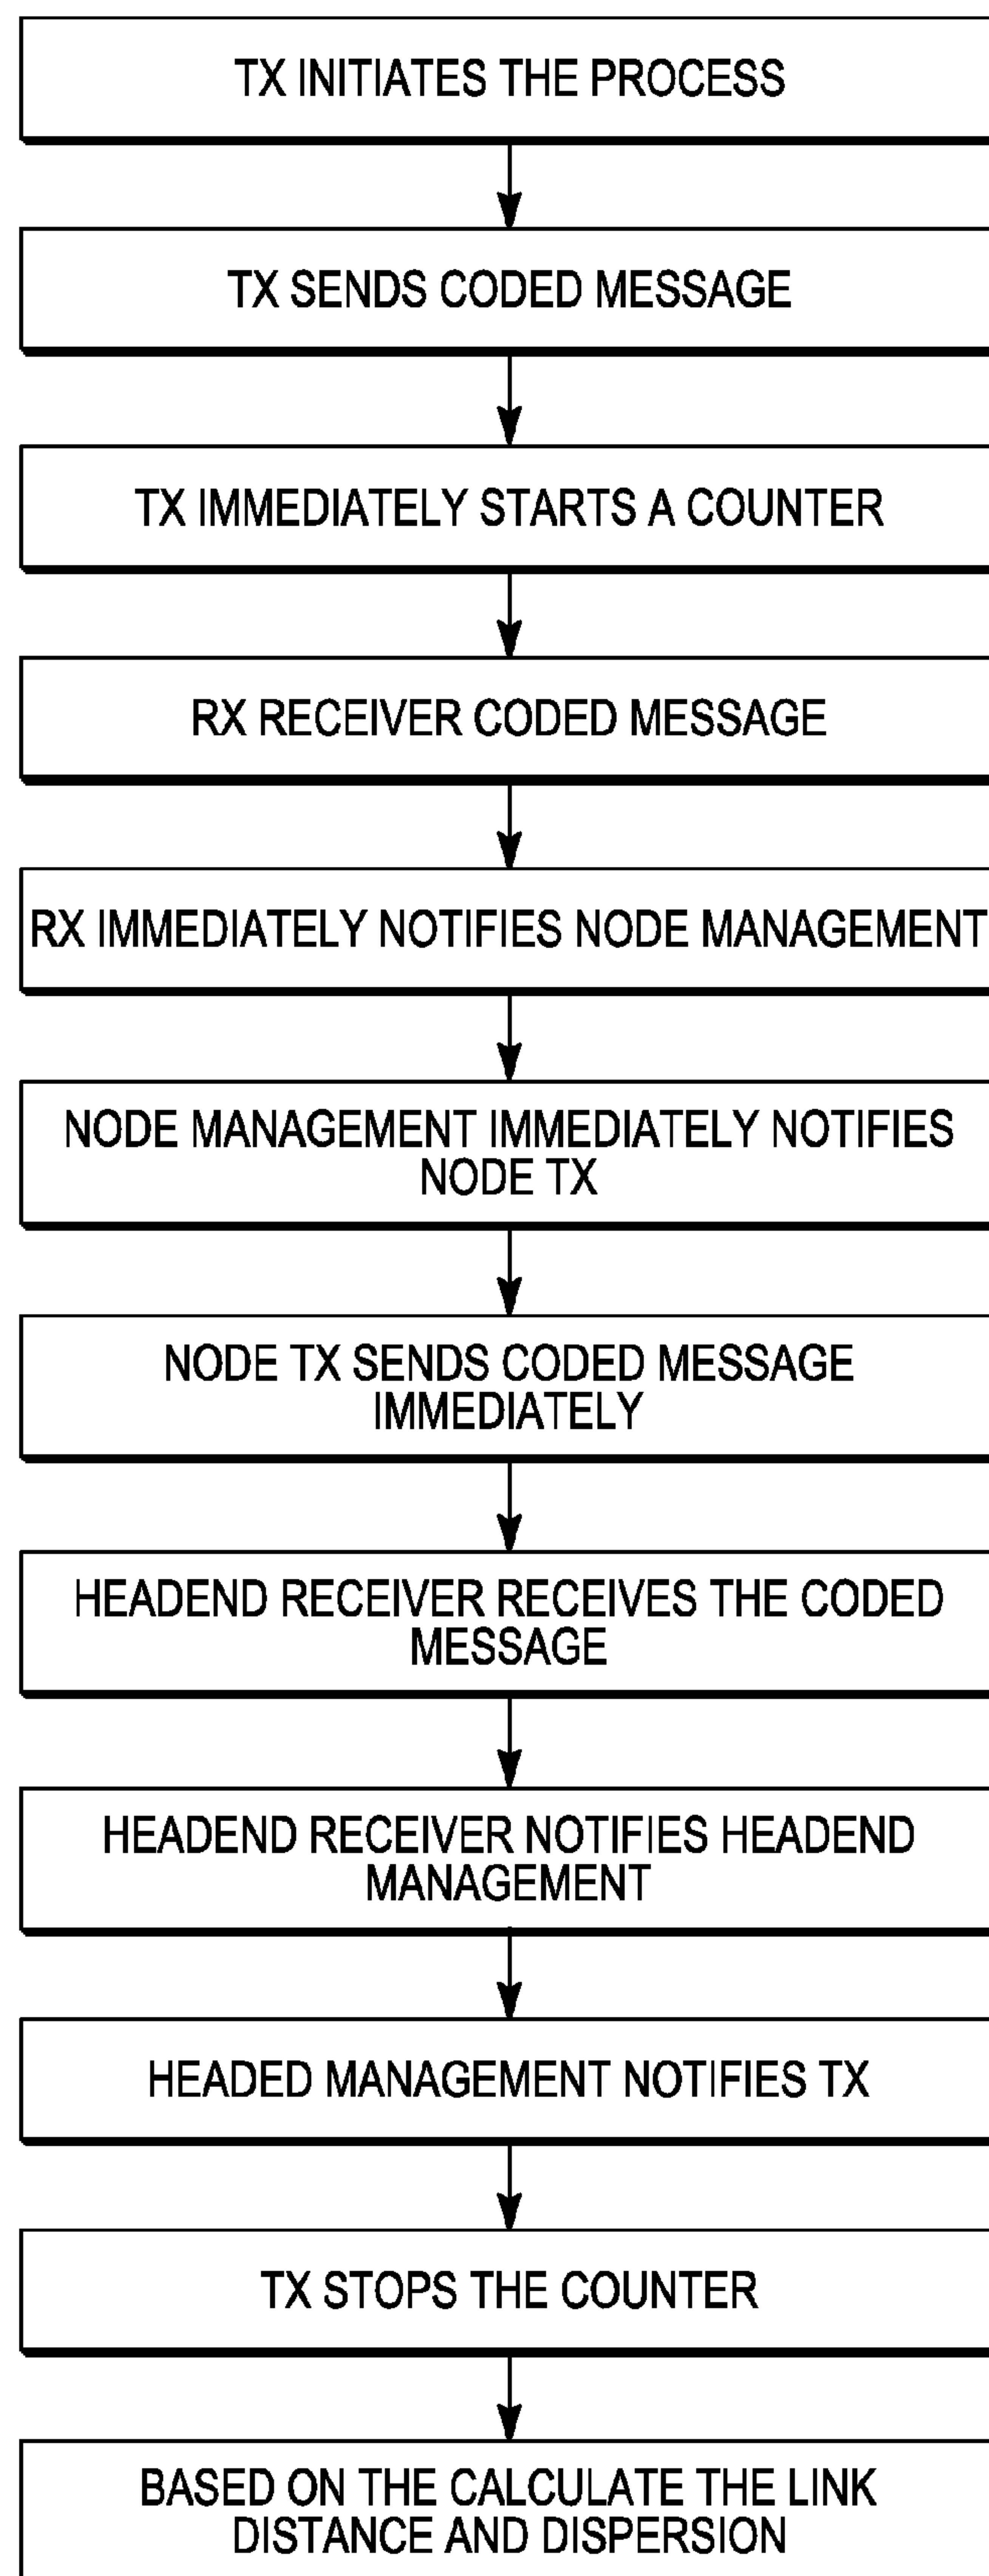 TX INITIATES THE PROCESS
TX SENDS CODED MESSAGE
TX IMMEDIATELY STARTS A COUNTER
RX RECEIVER CODED MESSAGE
RX IMMEDIATELY NOTIFIES NODE MANAGEMENT
NODE MANAGEMENT IMMEDIATELY NOTIFIES
NODE TX
NODE TX SENDS CODED MESSAGE
IMMEDIATELY
HEADEND RECEIVER RECEIVES THE CODED
MESSAGE
HEADEND RECEIVER NOTIFIES HEADEND
MANAGEMENT
HEADED MANAGEMENT NOTIFIES TX
TX STOPS THE COUNTER
BASED ON THE CALCULATE THE LINK
DISTANCE AND DISPERSION